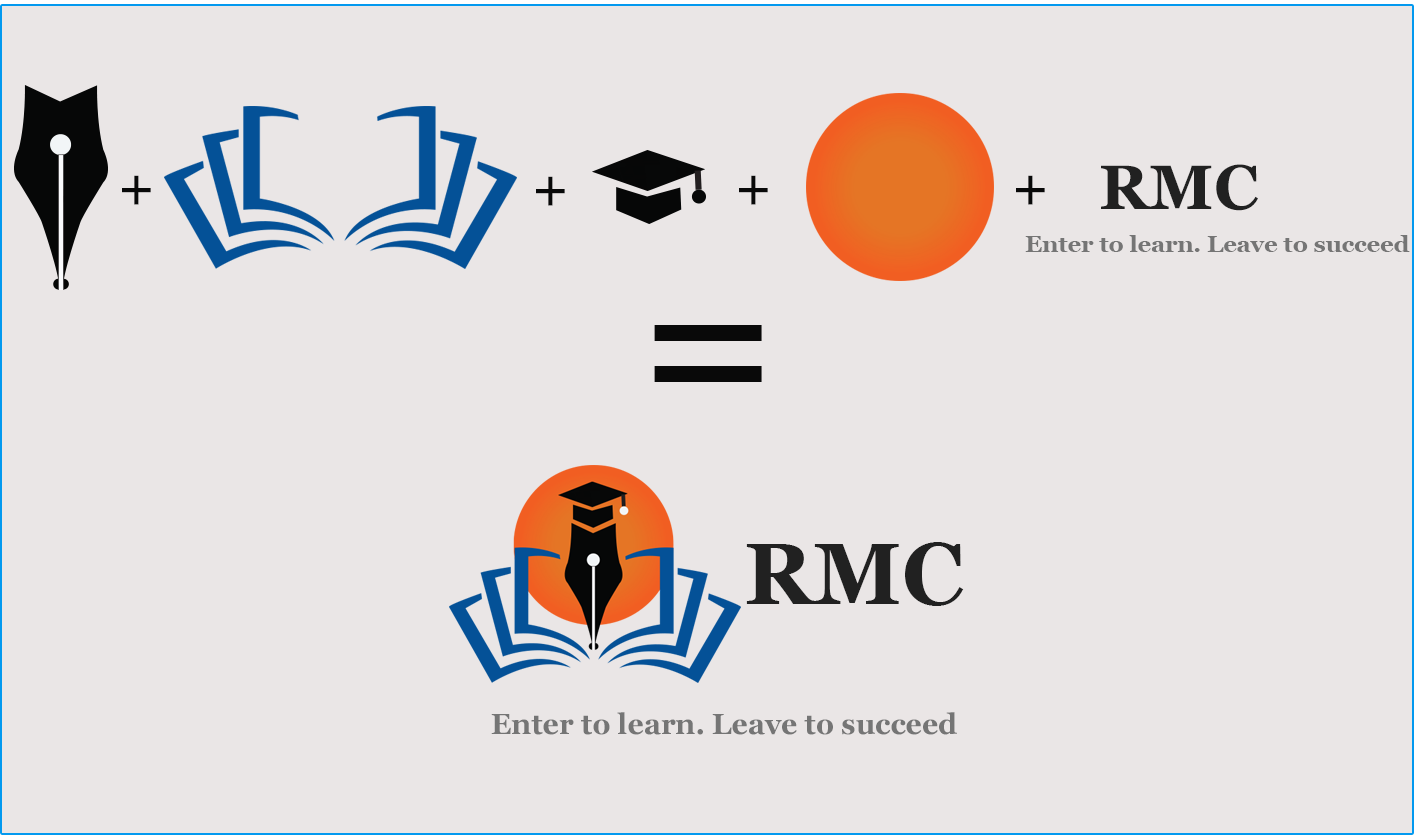 + + + + RMC
Enter to learn. Leave to succeed
=
RMC
Enter to learn. Leave to succeed